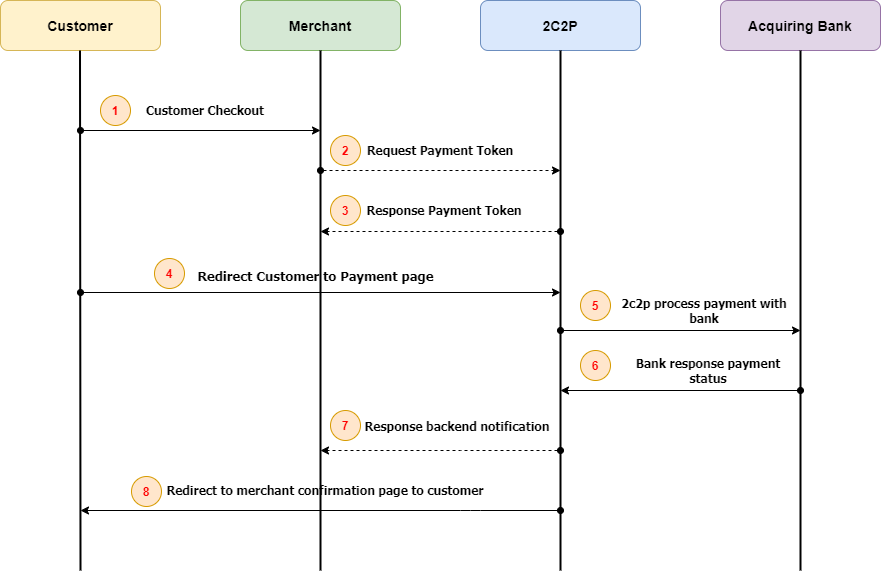 Customer
Merchant
2C2P
Acquiring Bank
1
Customer Checkout
2
Request Payment Token
3
Response Payment Token
4
Redirect Customer to Payment page
5
2c2p process payment with
bank
6
Bank response payment
status
7
Response backend notification
8
Redirect to merchant confirmation page to customer